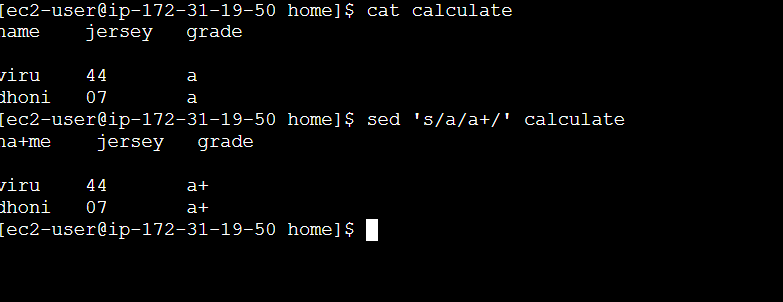 [ec2-user@ip-172-31-19-50 home]$ cat calculate
name    jersey   grade
viru    44       a
dhoni   07       a
[ec2-user@ip-172-31-19-50 home]$ sed 's/a/a+/' calculate
na+me    jersey   grade
viru    44       a+
dhoni   07       a+
[ec2-user@ip-172-31-19-50 home]$